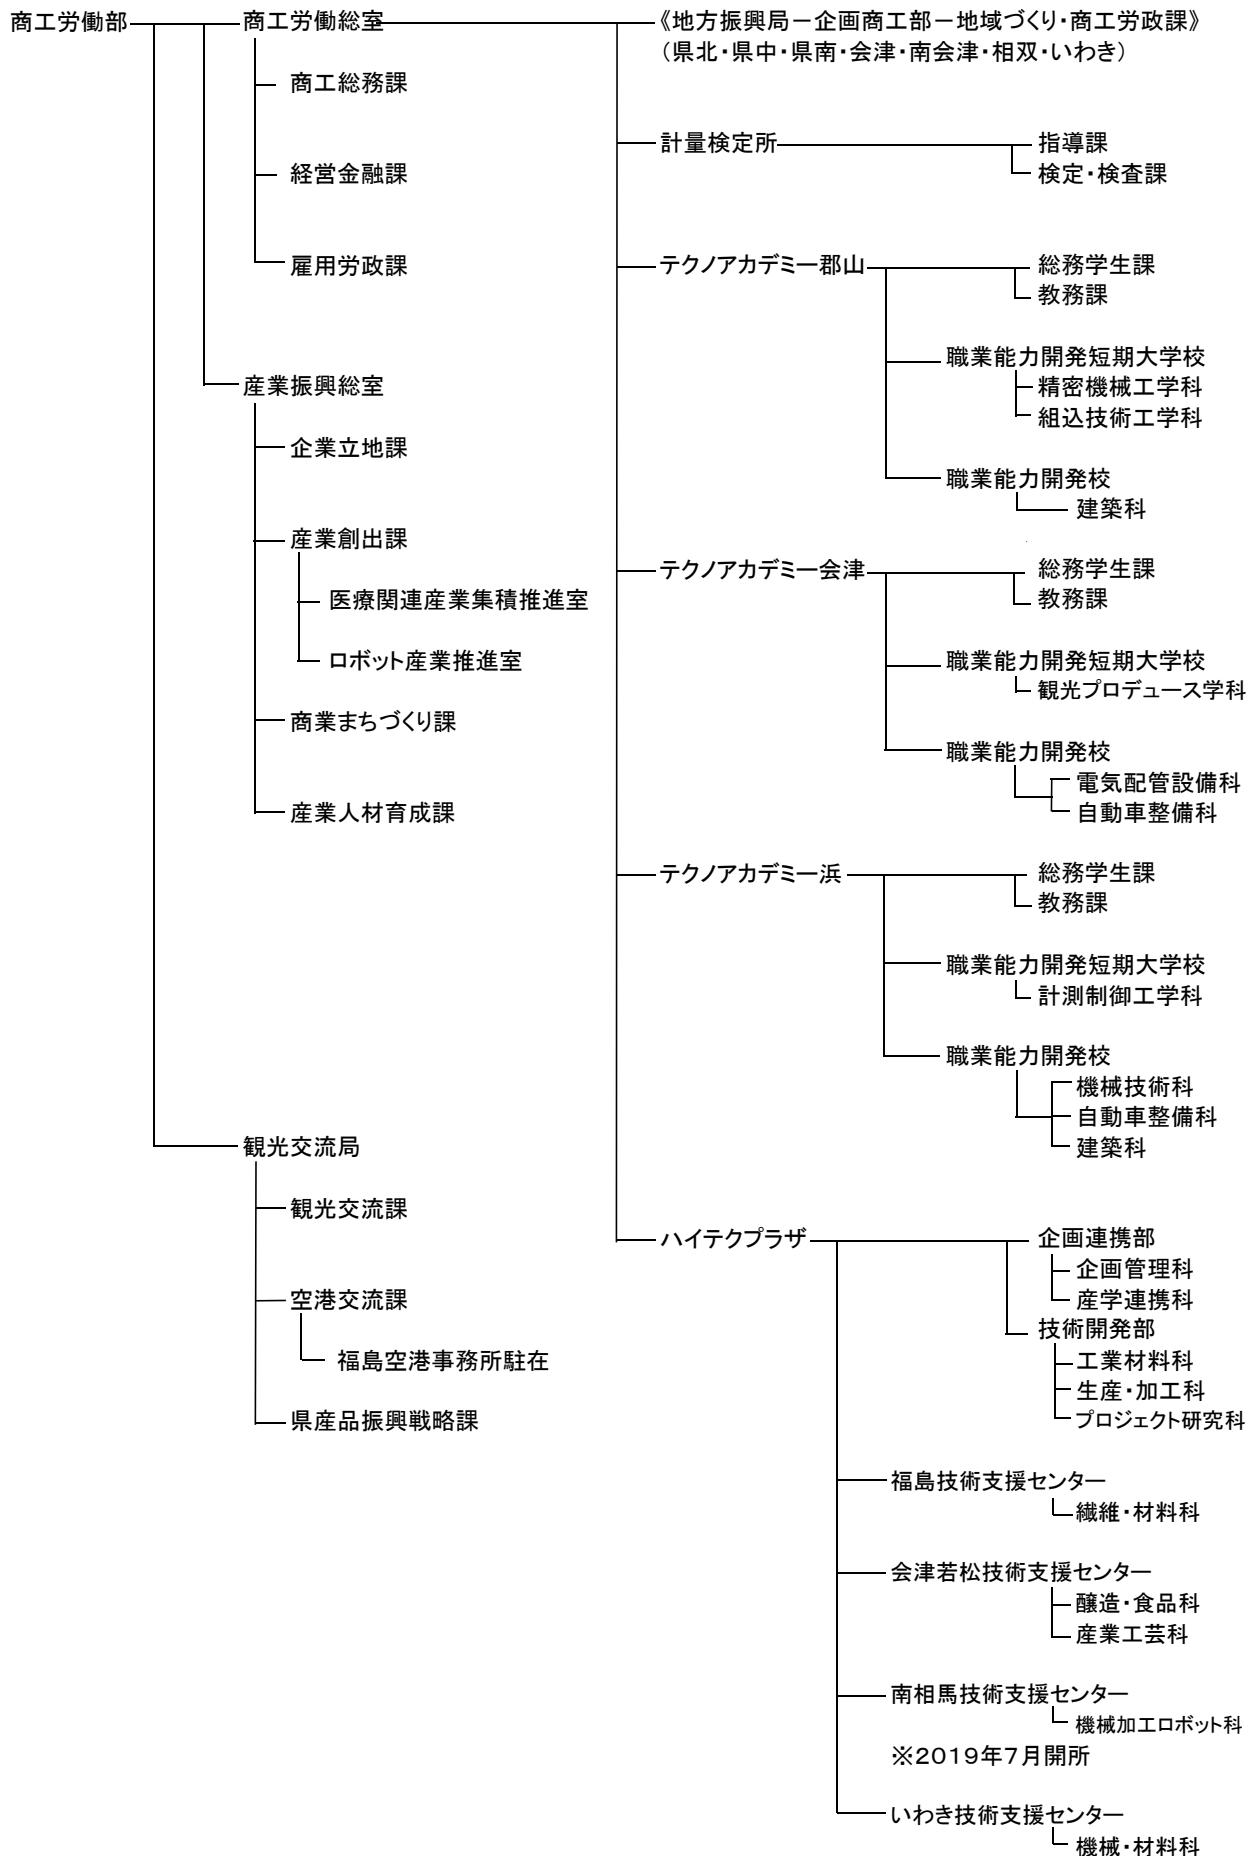 商工労働部
商工労働総室
商工総務課
経営金融課
雇用労政課
産業振興総室
企業立地課
産業創出課
医療関連産業集積推進室
ロボット産業推進室
商業まちづくり課
産業人材育成課
観光交流局
観光交流課
空港交流課
福島空港事務所駐在
県産品振興戦略課
《地方振興局－企画商工部－地域づくり・商工労政課》
（県北・県中・県南・会津・南会津・相双・いわき）
計量検定所
指導課
検定・検査課
テクノアカデミー郡山
総務学生課
教務課
職業能力開発短期大学校
精密機械工学科
組込技術工学科
職業能力開発校
建築科
テクノアカデミー会津
総務学生課
教務課
職業能力開発短期大学校
観光プロデュース学科
職業能力開発校
電気配管設備科
自動車整備科
テクノアカデミー浜
総務学生課
教務課
職業能力開発短期大学校
計測制御工学科
職業能力開発校
機械技術科
自動車整備科
建築科
ハイテクプラザ
企画連携部
企画管理科
産学連携科
技術開発部
工業材料科
生産・加工科
プロジェクト研究科
福島技術支援センター
繊維・材料科
会津若松技術支援センター
醸造・食品科
産業工芸科
南相馬技術支援センター
機械加工ロボット科
※２０１９年７月開所
いわき技術支援センター
機械・材料科